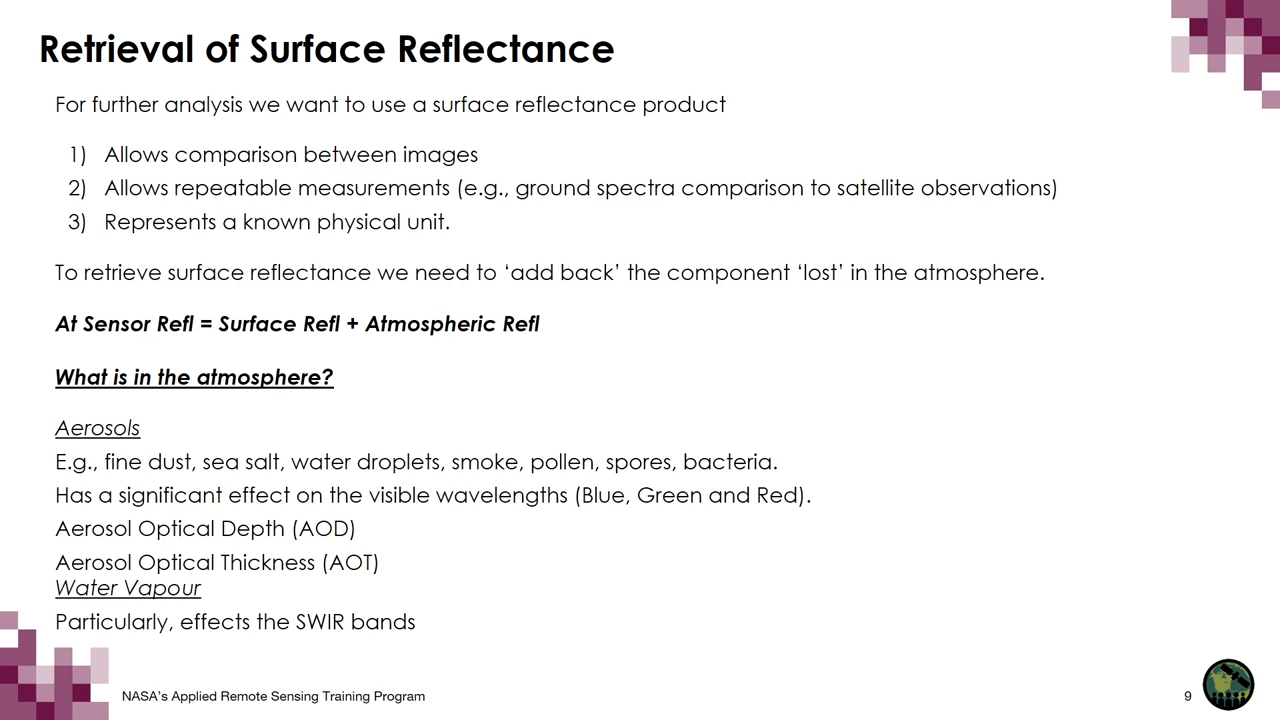 Retrieval of Surface Reflectance
For further analysis we want to use a surface reflectance product
1) Allows comparison between images
2) Allows repeatable measurements (e.g., ground spectra comparison to satellite observations)
3) Represents a known physical unit.
To retrieve surface reflectance we need to ‘add back’ the component ‘lost’ in the atmosphere.
At Sensor Refl = Surface Refl + Atmospheric Refl
What is in the atmosphere?
Aerosols
E.g., fine dust, sea salt, water droplets, smoke, pollen, spores, bacteria.
Has a significant effect on the visible wavelengths (Blue, Green and Red).
Aerosol Optical Depth (AOD)
Aerosol Optical Thickness (AOT)
Water Vapour
Particularly, effects the SWIR bands
NASA's Applied Remote Sensing Training Program
9